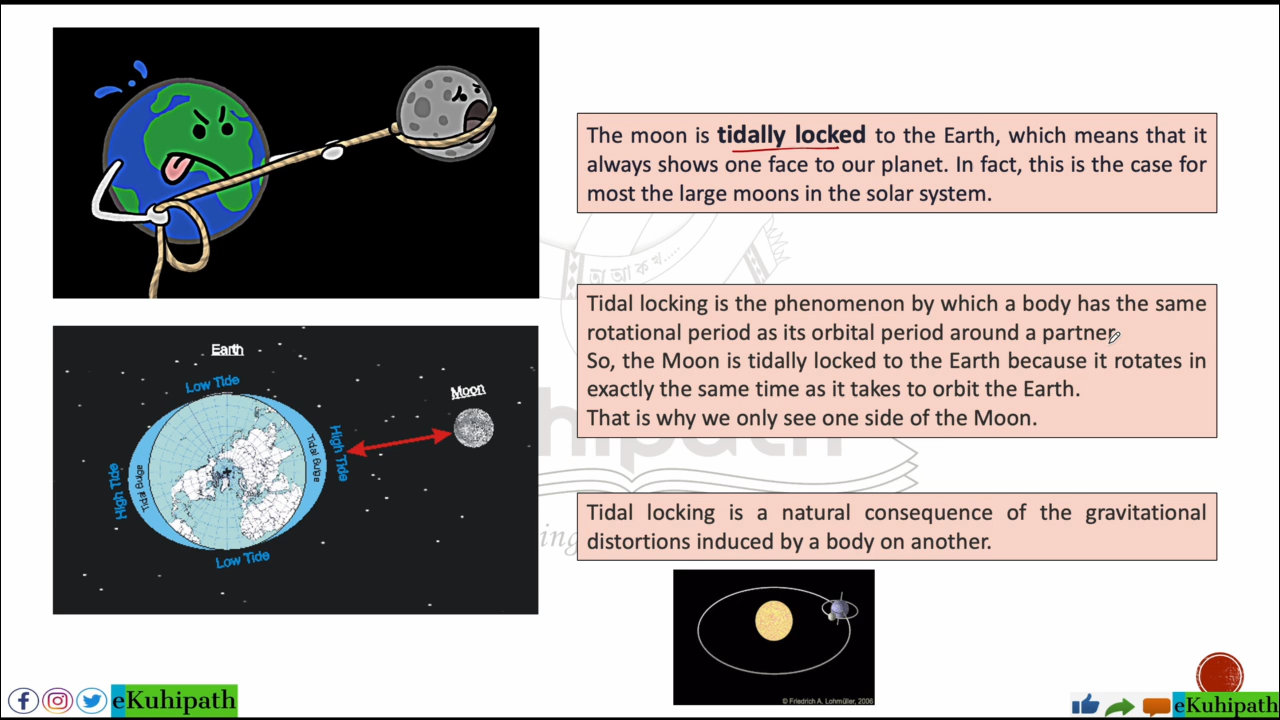 The moon is tidally locked to the Earth, which means that it
always shows one face to our planet. In fact, this is the case for
most the large moons in the solar system.
Tidal locking is the phenomenon by which a body has the same
rotational period as its orbital period around a partner
So, the Moon is tidally locked to the Earth because it rotates in
exactly the same time as it takes to orbit the Earth.
That is why we only see one side of the Moon.
Tidal locking is a natural consequence of the gravitational
distortions induced by a body on another.
Earth
Low Tide
Moon
High Tide
Tidal Bulge
Tidal Bulge
High Tide
Low Tide
© Friedrich A. Lohmüller, 2006
eKuhipath
eKuhipath